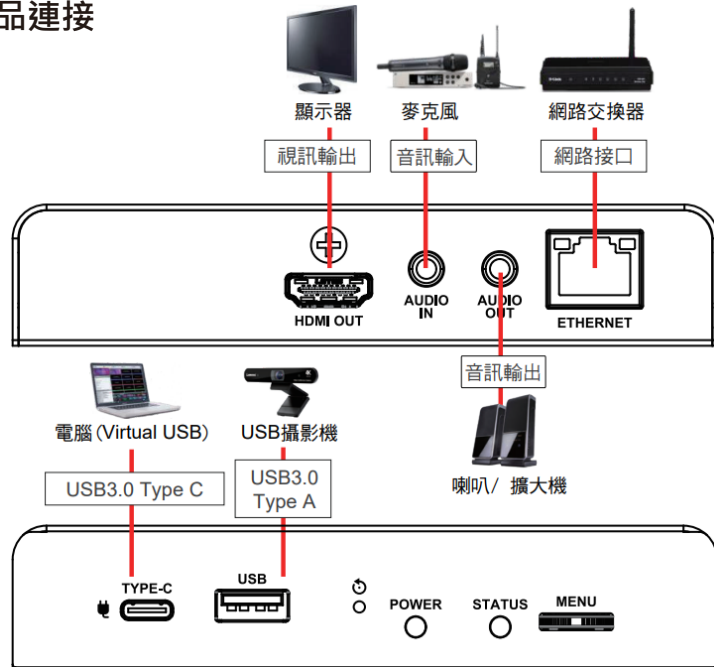 品連接
顯示器
麥克風
網路交換器
視訊輸出
音訊輸入
網路接口
HDMI OUT
AUDIO
IN
AUDIO
OUT
ETHERNET
音訊輸出
喇叭/ 擴大機
電腦(Virtual USB)
USB攝影機
USB3.0 Type C
USB3.0
Type A
TYPE-C
USB
POWER
STATUS
MENU